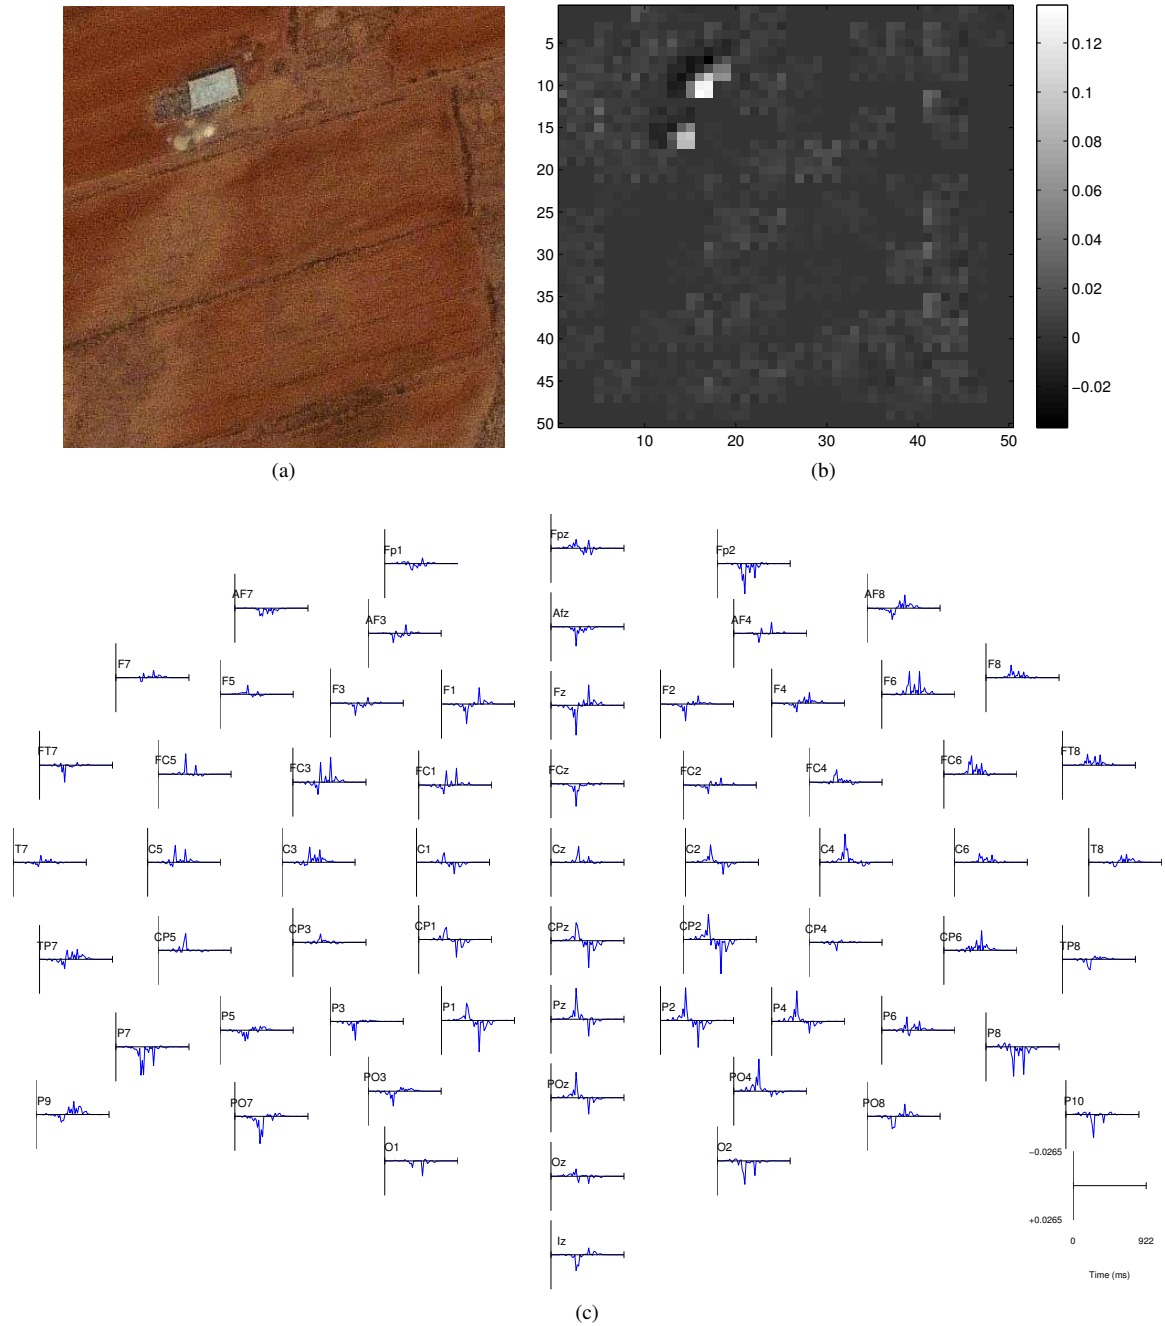 5
10
15
20
25
30
35
40
45
50
10
20
30
40
50
0.12
0.1
0.08
0.06
0.04
0.02
0
−0.02
(a)
(b)
Fpz
Fp1
Fp2
AF7
AF8
AF3
Afz
AF4
F7
F5
F3
F1
Fz
F2
F4
F6
F8
FT7
FC5
FC3
FC1
FCz
FC2
FC4
FC6
FT8
T7
C5
C3
C1
Cz
C2
C4
C6
T8
TP7
CP5
CP3
CP1
CPz
CP2
CP4
CP6
TP8
P7
P5
P3
P1
Pz
P2
P4
P6
P8
P9
PO7
PO3
POz
PO4
PO8
P10
O1
Oz
O2
Iz
−0.0265
+0.0265
0
922
Time (ms)
(c)